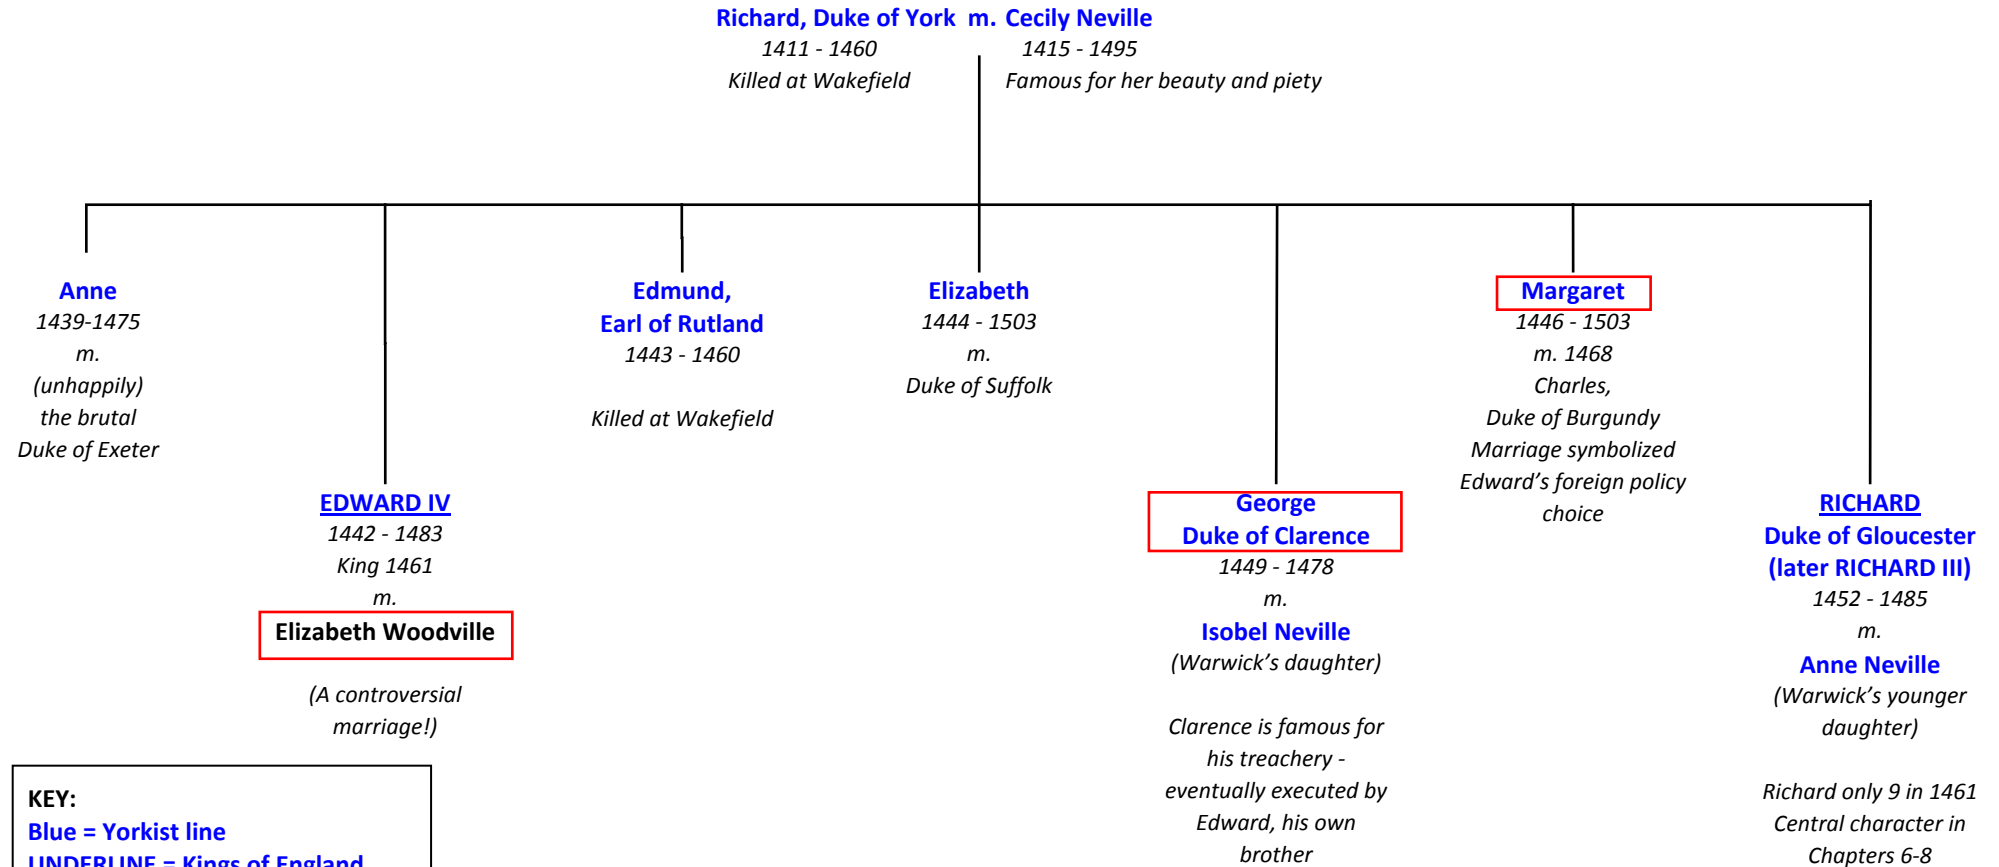 Richard, Duke of York m. Cecily Neville
1411 - 1460
1415 - 1495
Killed at Wakefield
Famous for her beauty and piety
Anne
1439-1475
m.
(unhappily)
the brutal
Duke of Exeter
EDWARD IV
1442 - 1483
King 1461
m.
Elizabeth Woodville
(A controversial
marriage!)
Edmund,
Earl of Rutland
1443 - 1460
Killed at Wakefield
Elizabeth
1444 - 1503
m.
Duke of Suffolk
George
Duke of Clarence
1449 - 1478
m.
Isobel Neville
(Warwick’s daughter)
Clarence is famous for
his treachery -
eventually executed by
Edward, his own
brother
Margaret
1446 - 1503
m. 1468
Charles,
Duke of Burgundy
Marriage symbolized
Edward’s foreign policy
choice
RICHARD
Duke of Gloucester
(later RICHARD III)
1452 - 1485
m.
Anne Neville
(Warwick’s younger
daughter)
Richard only 9 in 1461
Central character in
Chapters 6-8
KEY:
Blue = Yorkist line
UNDERLINE = Kings of England